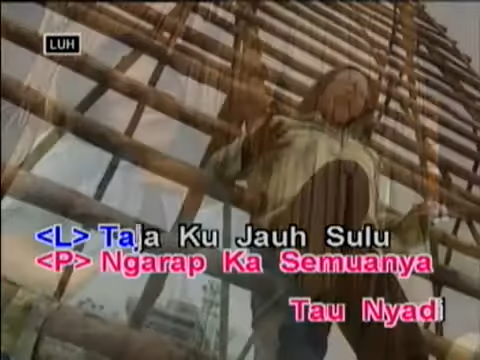 LUH
<L> Taja Ku Jauh Sulu
<P> Ngarap Ka Semuanya
Tau Nyadi